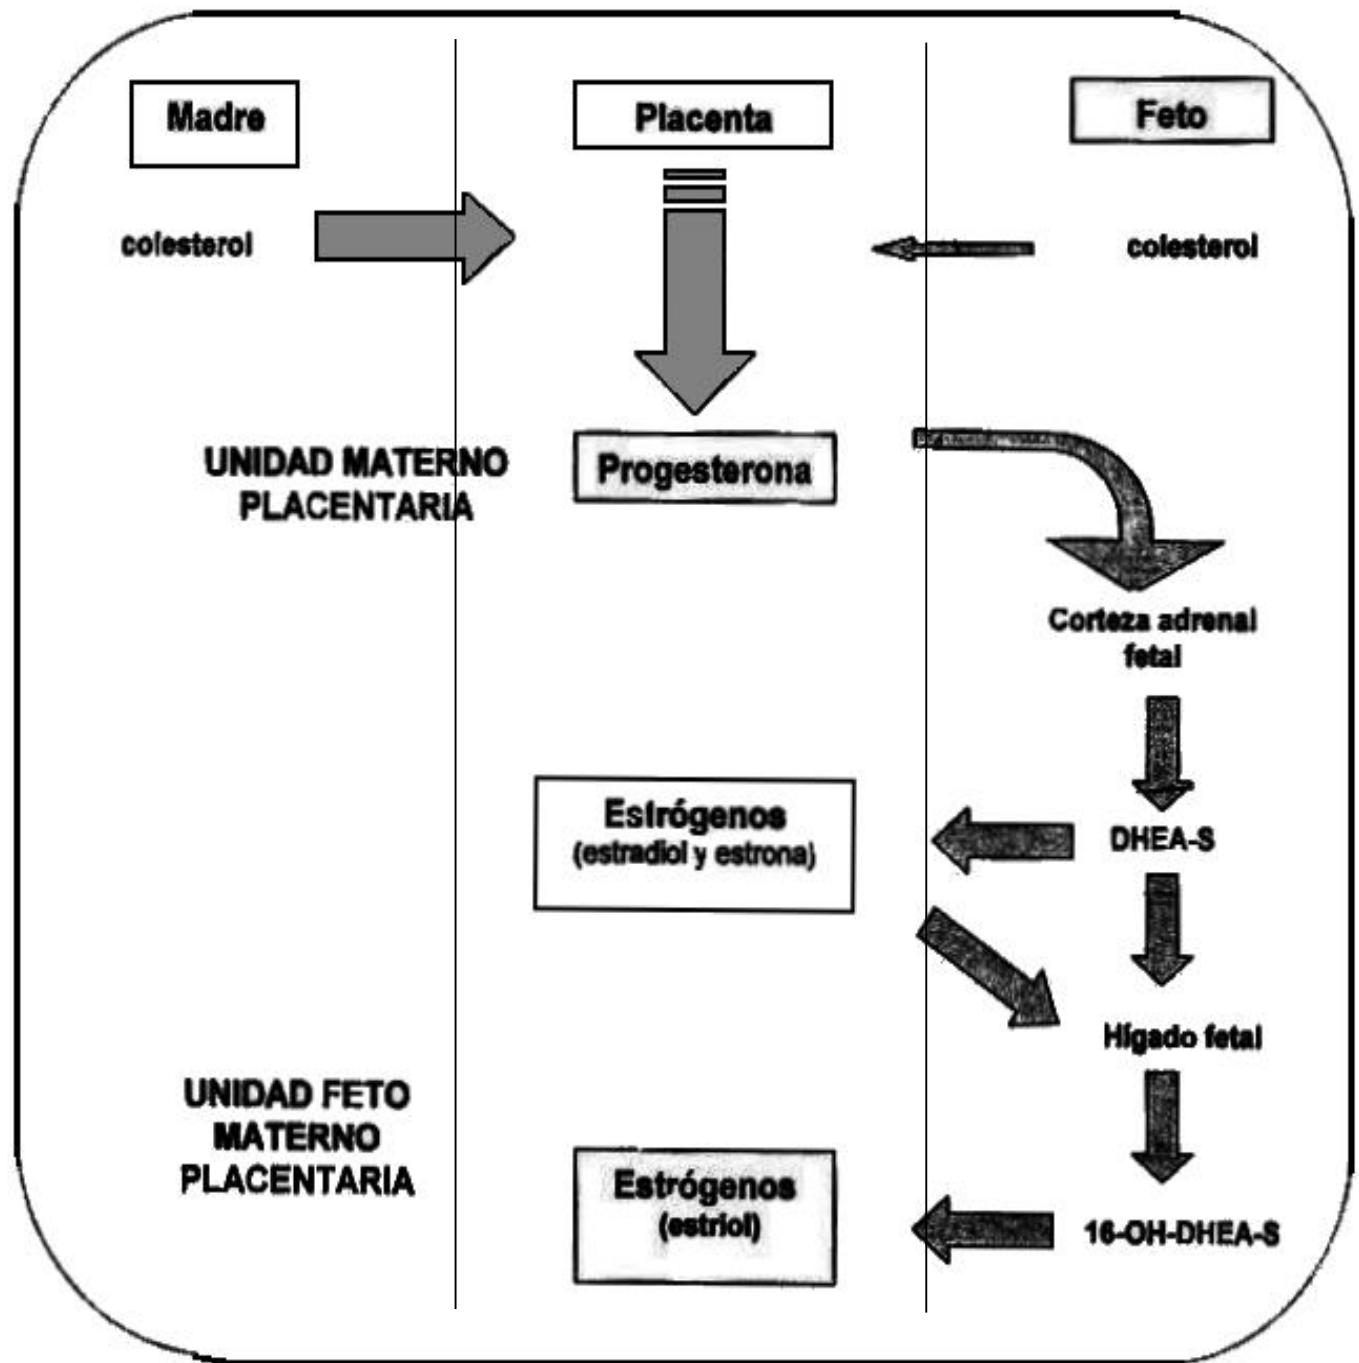 Madre
Placenta
Feto
colesterol
colesterol
UNIDAD MATERNO
PLACENTARIA
Progesterona
Corteza adrenal
fetal
Estrógenos
(estradiol y estrona)
DHEA-S
Hígado fetal
UNIDAD FETO
MATERNO
PLACENTARIA
Estrógenos
(estriol)
16-OH-DHEA-S